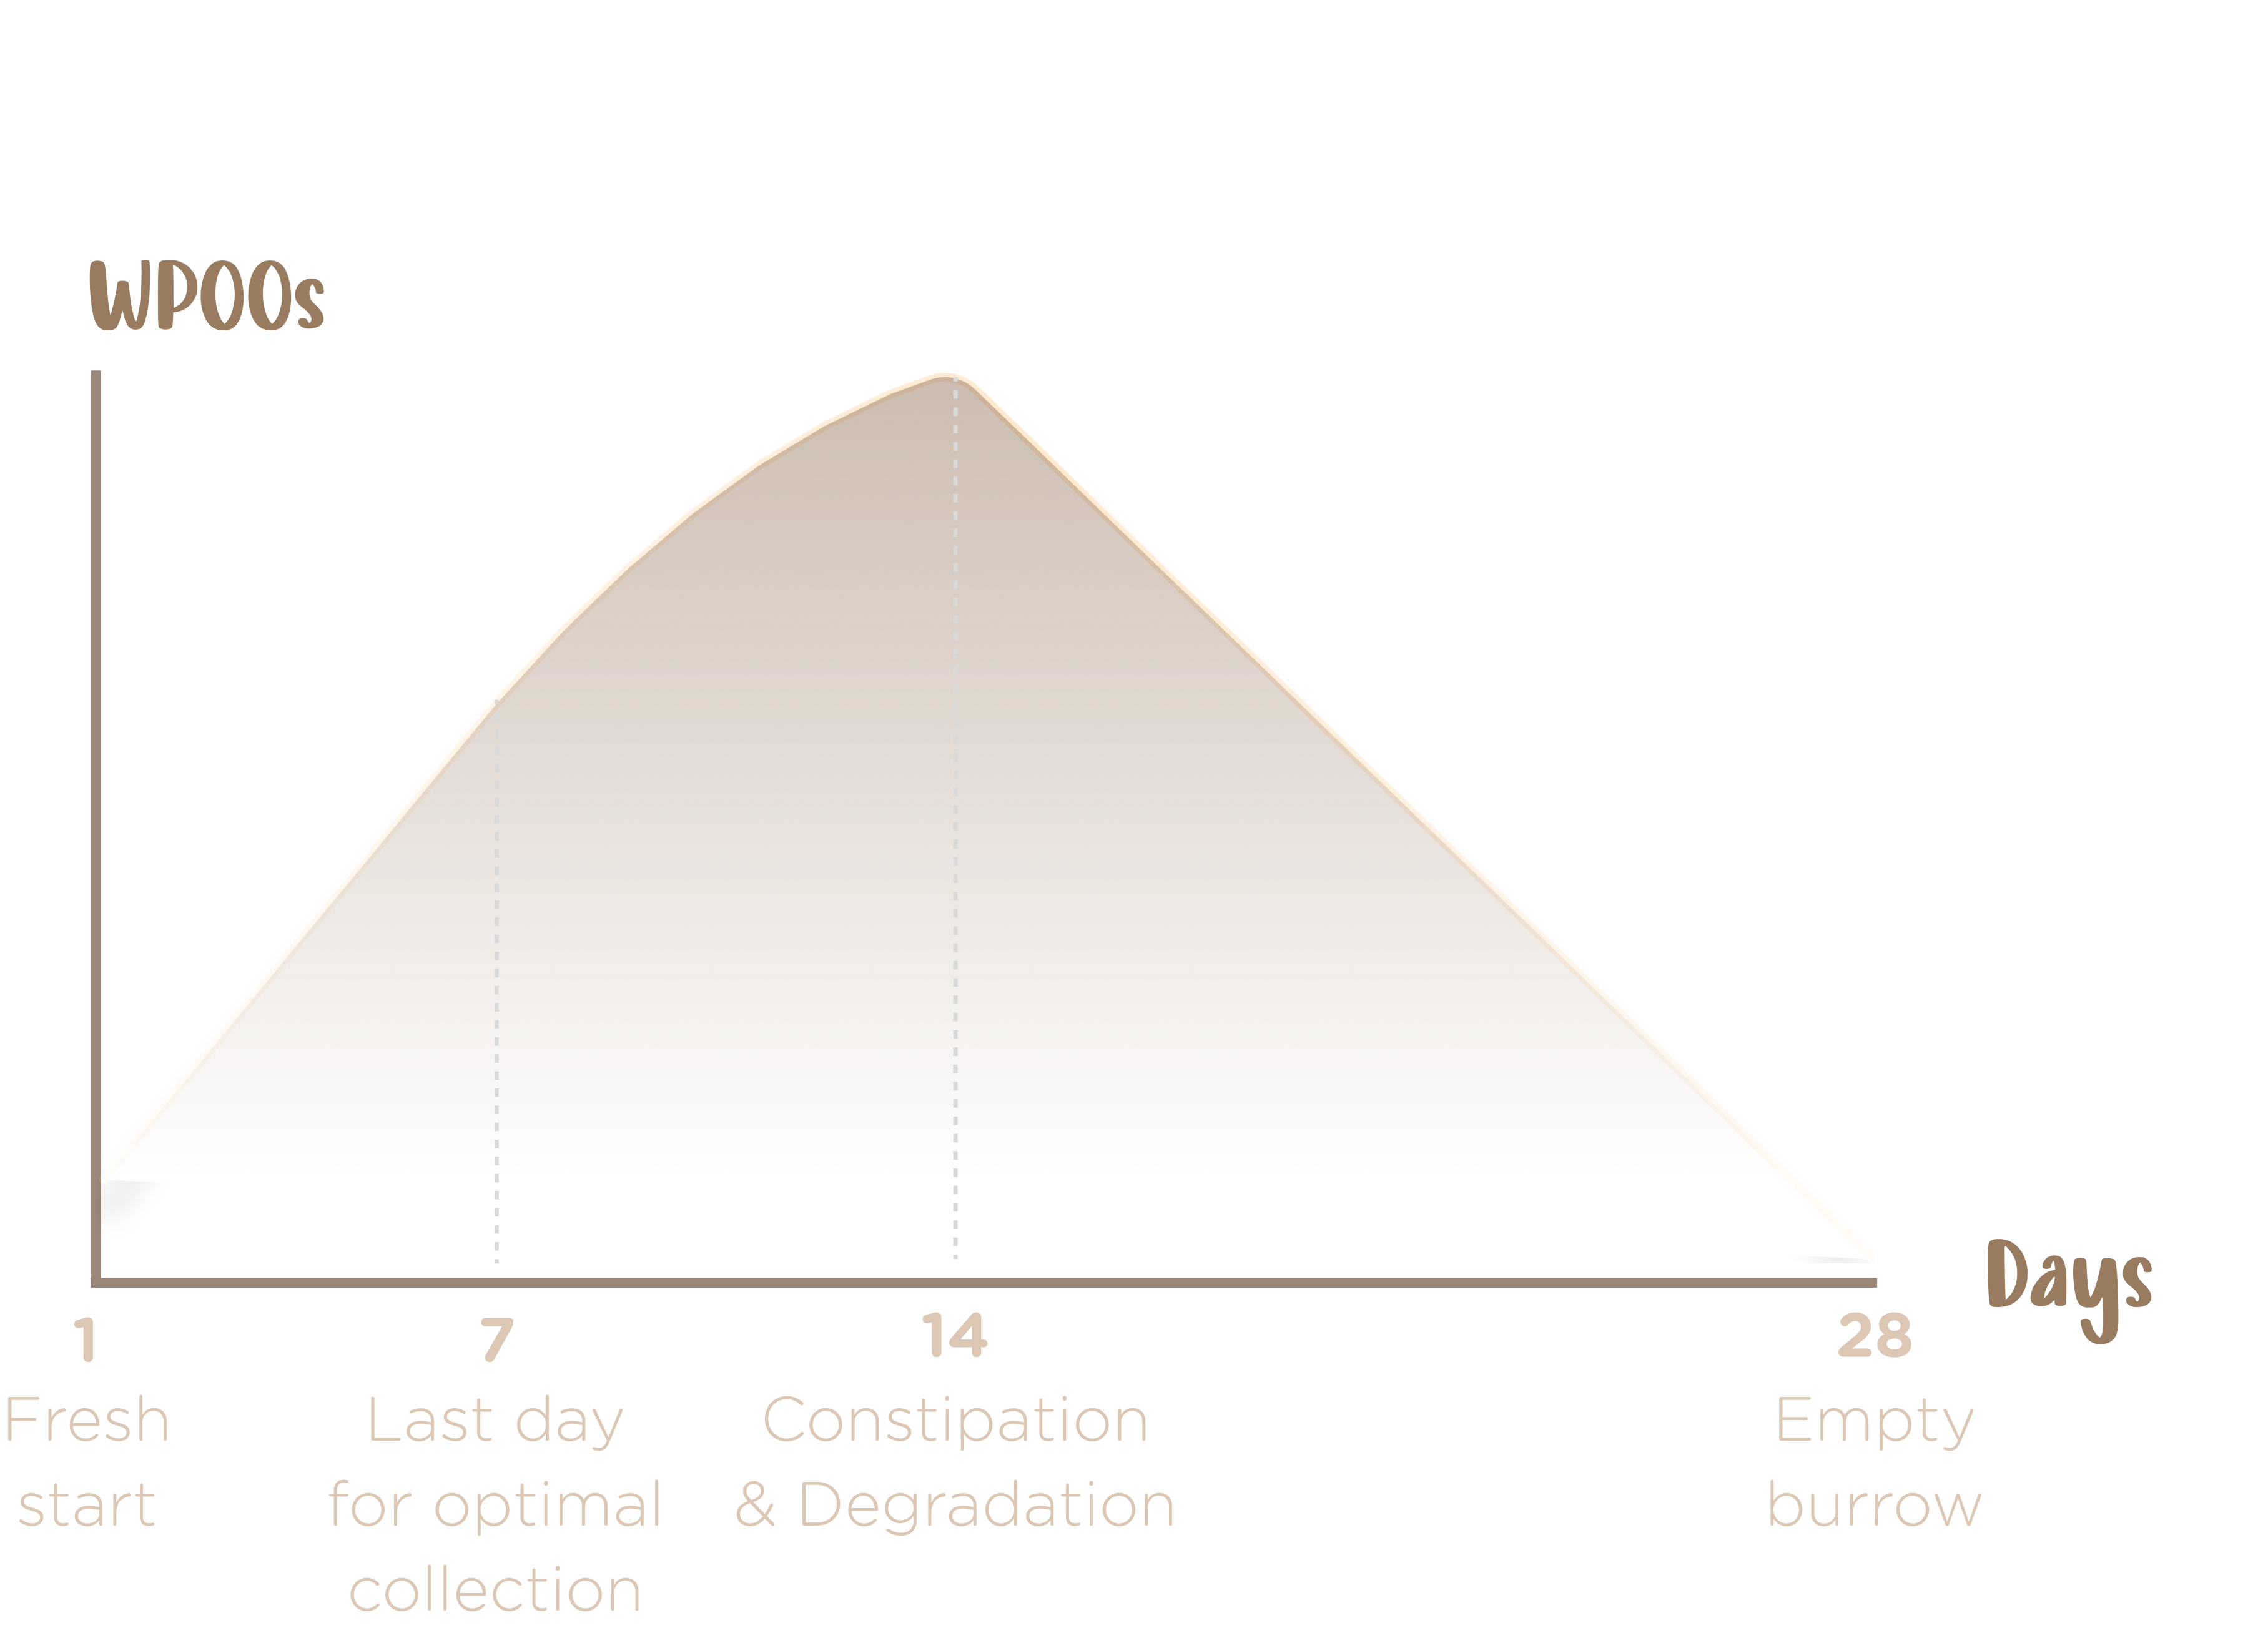 WPOOs
Days
1
7
14
28
Fresh
start
Last day
for optimal
collection
Constipation
& Degradation
Empty
burrow